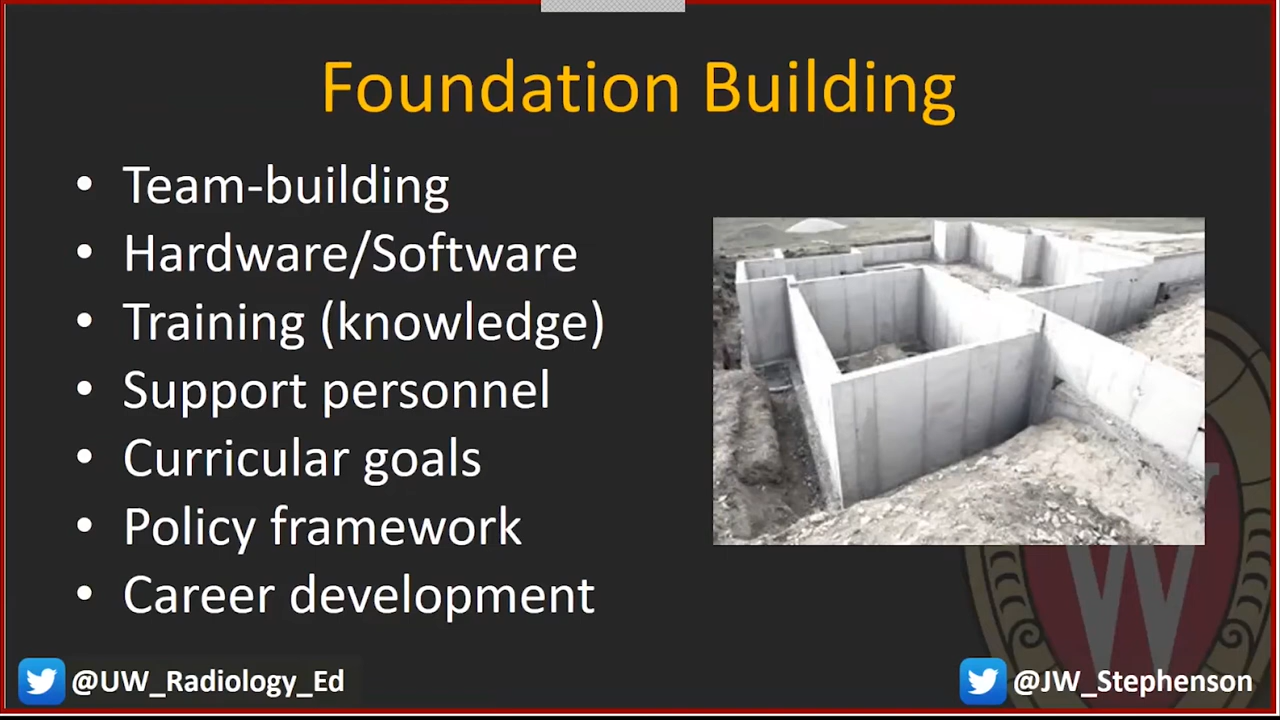 Foundation Building
• Team-building
• Hardware/Software
• Training (knowledge)
• Support personnel
• Curricular goals
• Policy framework
• Career development
@UW_Radiology_Ed
@JW_Stephenson
W